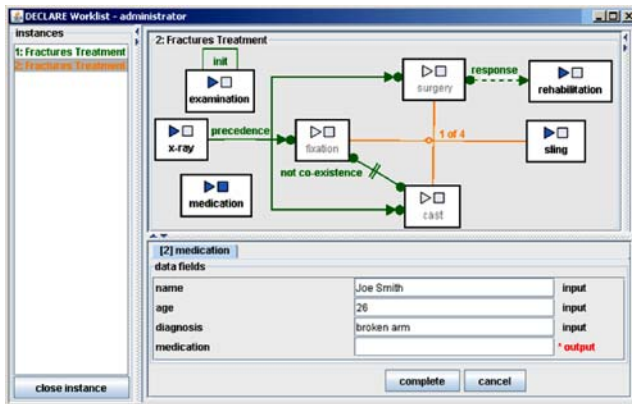 DECLARE Worklist - administrator
instances
1: Fractures Treatment
2: Fractures Treatment
close instance
2: Fractures Treatment
init
examination
surgery
response
rehabilitation
x-ray
precedence
fixation
1 of 4
sling
not co-existence
medication
cast
[2] medication
data fields
name Joe Smith input
age 26 input
diagnosis broken arm input
medication * output
complete cancel